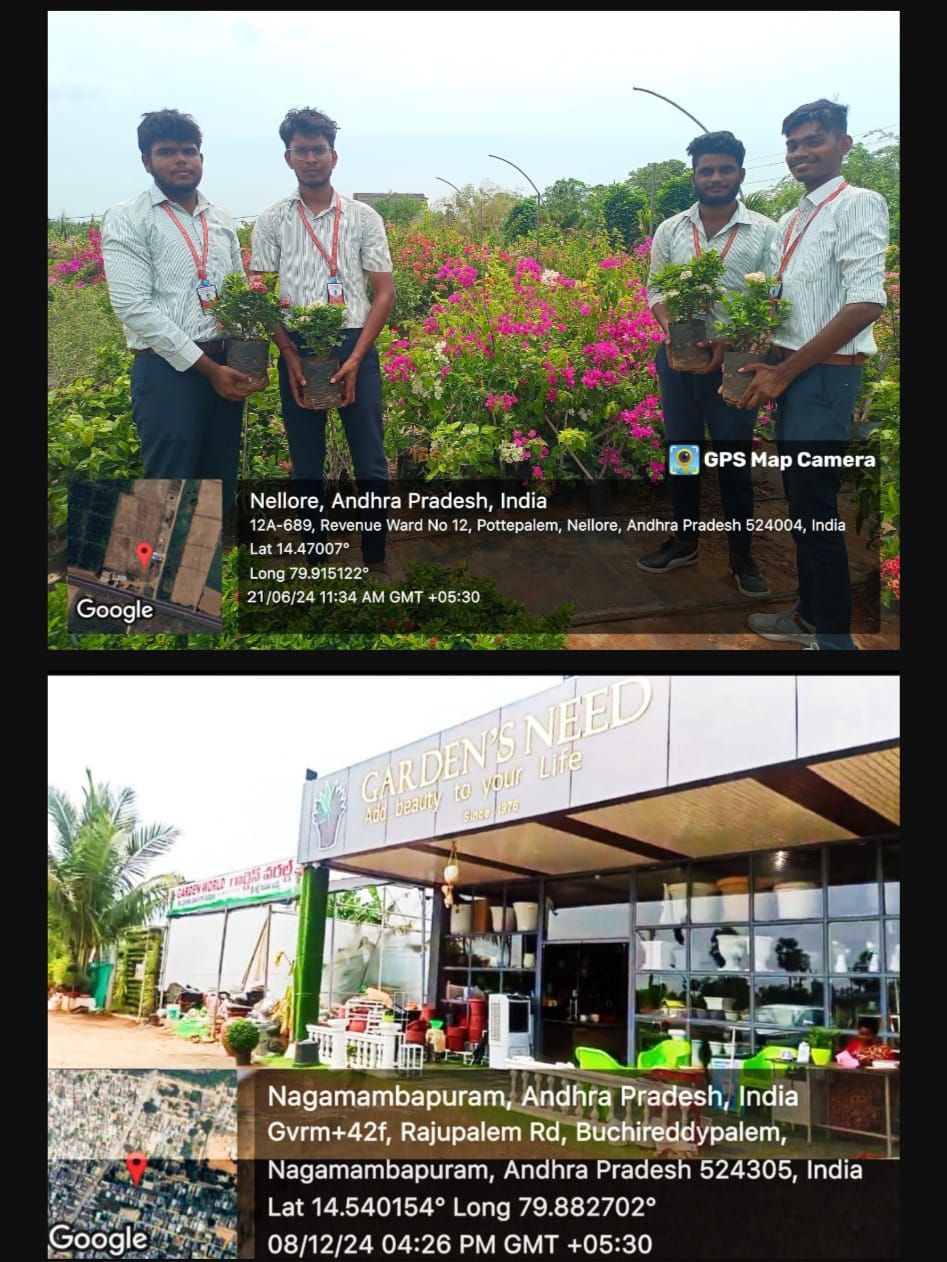 GPS Map Camera
Nellore, Andhra Pradesh, India
12A-689, Revenue Ward No 12, Pottepalem, Nellore, Andhra Pradesh 524004, India
Lat 14.47007°
Long 79.915122°
21/06/24 11:34 AM GMT +05:30
Google
GARDEN'S NEED
Add beauty to your Life
Since 1976
GARDEN WORLD గార్డెన్ వరల్డ్
Nagamambapuram, Andhra Pradesh, India
Gvrm+42f, Rajupalem Rd, Buchireddypalem,
Nagamambapuram, Andhra Pradesh 524305, India
Lat 14.540154° Long 79.882702°
08/12/24 04:26 PM GMT +05:30
Google